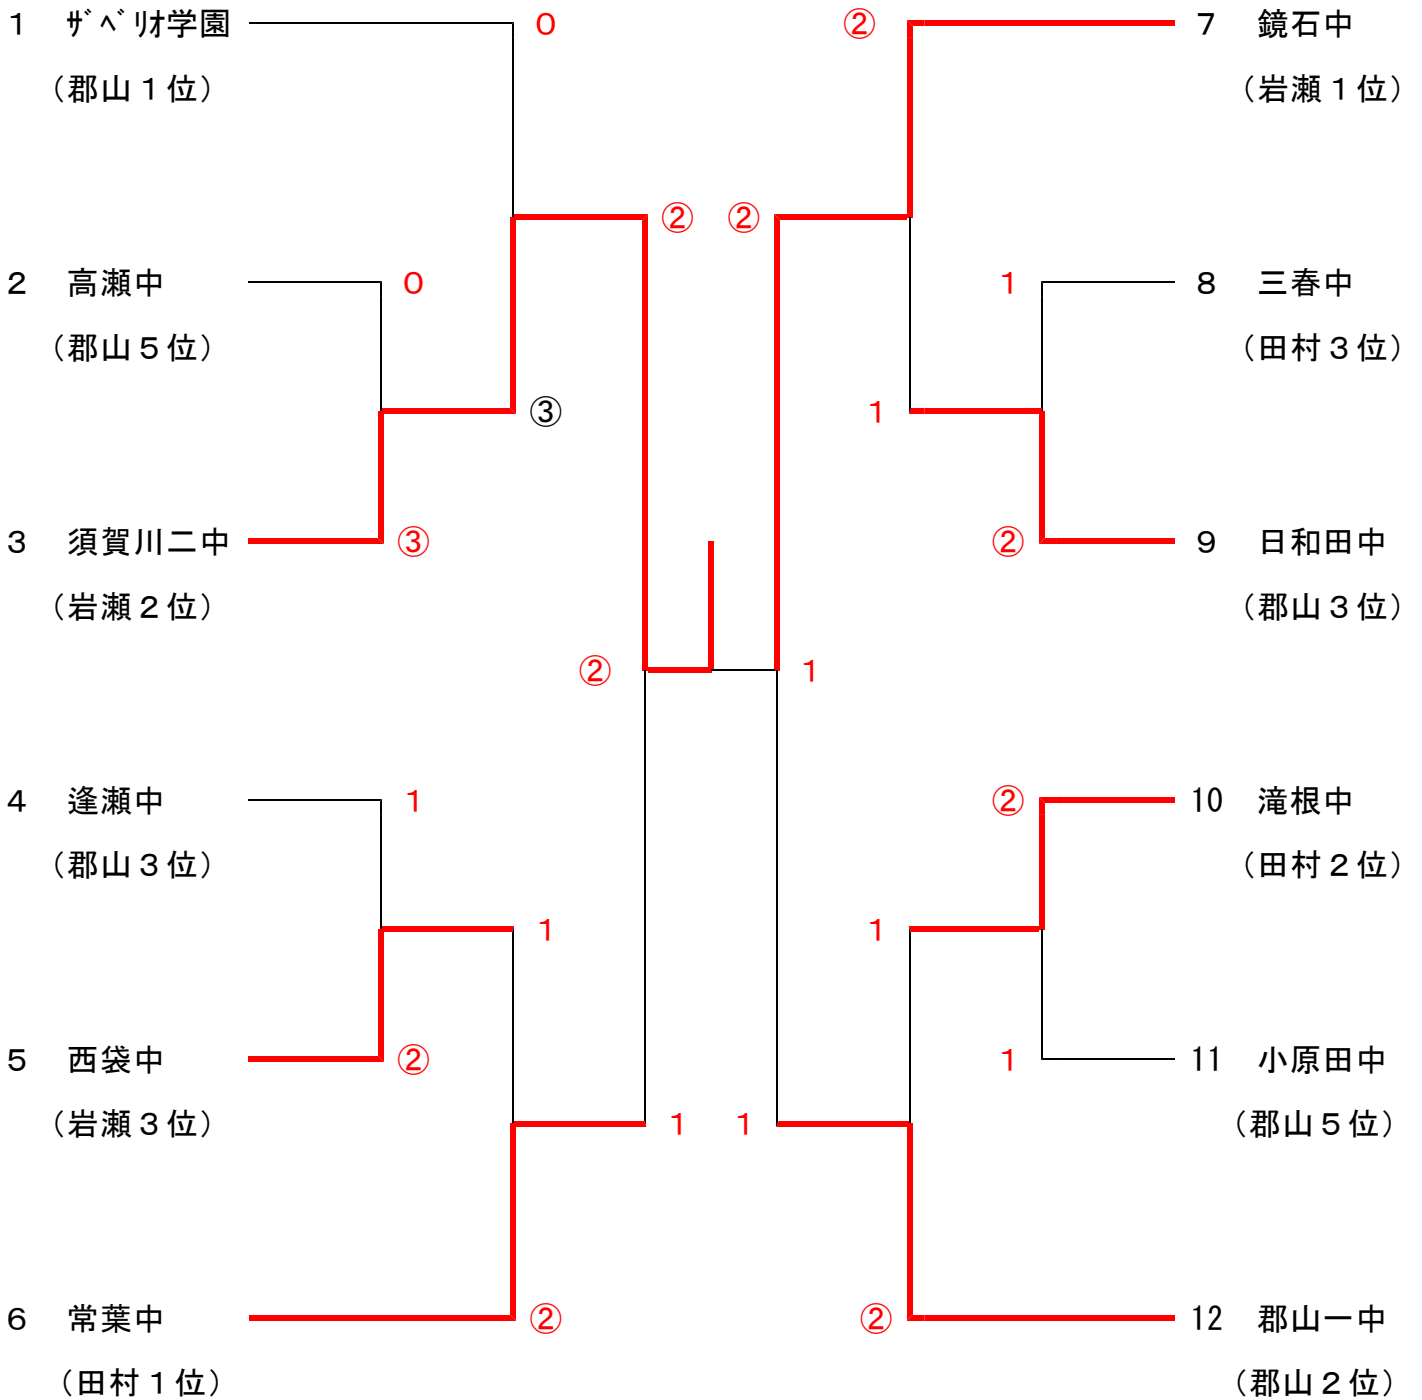 1 ｻﾞﾍﾞﾘｵ学園 0 ② 7 鏡石中
（郡山１位） （岩瀬１位）
② ②
2 高瀬中 0 1 8 三春中
（郡山５位） （田村３位）
③ 1
3 須賀川二中 ③ ② 9 日和田中
（岩瀬２位） （郡山３位）
② 1
4 逢瀬中 1 ② 10 滝根中
（郡山３位） （田村２位）
1 1
5 西袋中 ② 1 11 小原田中
（岩瀬３位） 1 1 （郡山５位）
6 常葉中 ② ② 12 郡山一中
（田村１位） （郡山２位）